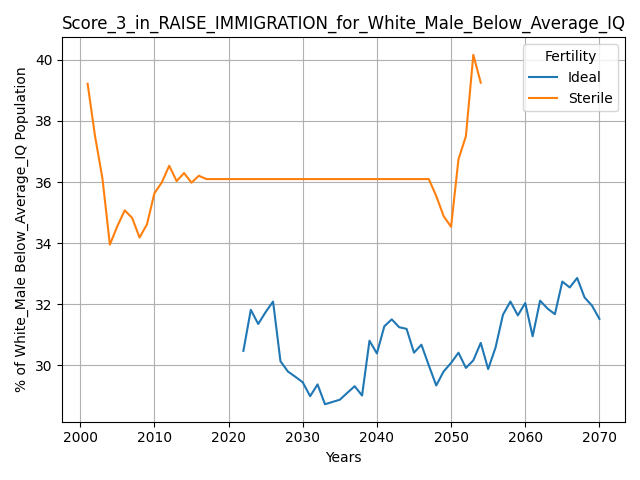 Score_3_in_RAISE_IMMIGRATION_for_White_Male_Below_Average_IQ
Fertility
Ideal
Sterile
% of White_Male Below_Average_IQ Population
40
38
36
34
32
30
2000 2010 2020 2030 2040 2050 2060 2070
Years